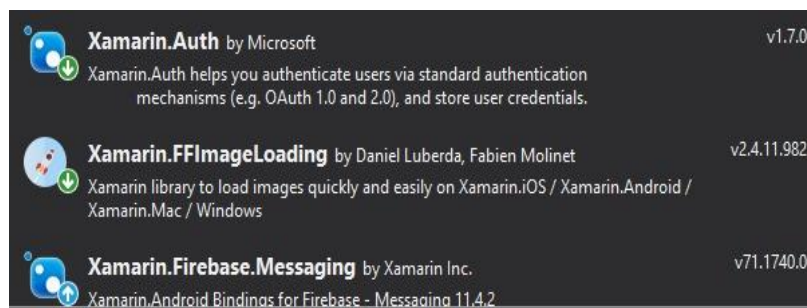 Xamarin.Auth by Microsoft v1.7.0
Xamarin.Auth helps you authenticate users via standard authentication
mechanisms (e.g. OAuth 1.0 and 2.0), and store user credentials.
Xamarin.FFImageLoading by Daniel Luberda, Fabien Molinet v2.4.11.982
Xamarin library to load images quickly and easily on Xamarin.iOS / Xamarin.Android /
Xamarin.Mac / Windows
Xamarin.Firebase.Messaging by Xamarin Inc. v71.1740.0
Xamarin.Android Bindings for Firebase - Messaging 11.4.2